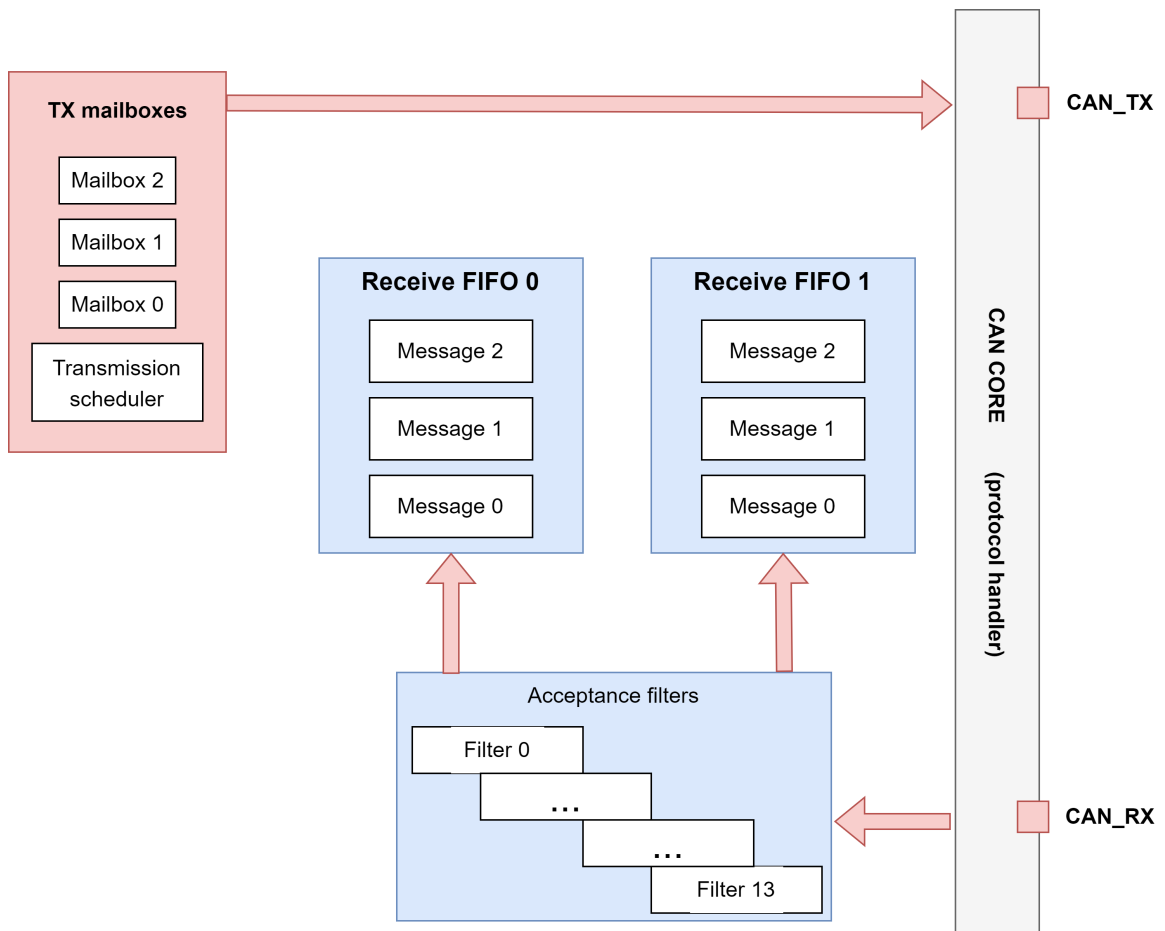 TX mailboxes
Mailbox 2
Mailbox 1
Mailbox 0
Transmission
scheduler
Receive FIFO 0
Message 2
Message 1
Message 0
Receive FIFO 1
Message 2
Message 1
Message 0
Acceptance filters
Filter 0
...
...
Filter 13
CAN CORE (protocol handler)
CAN_TX
CAN_RX